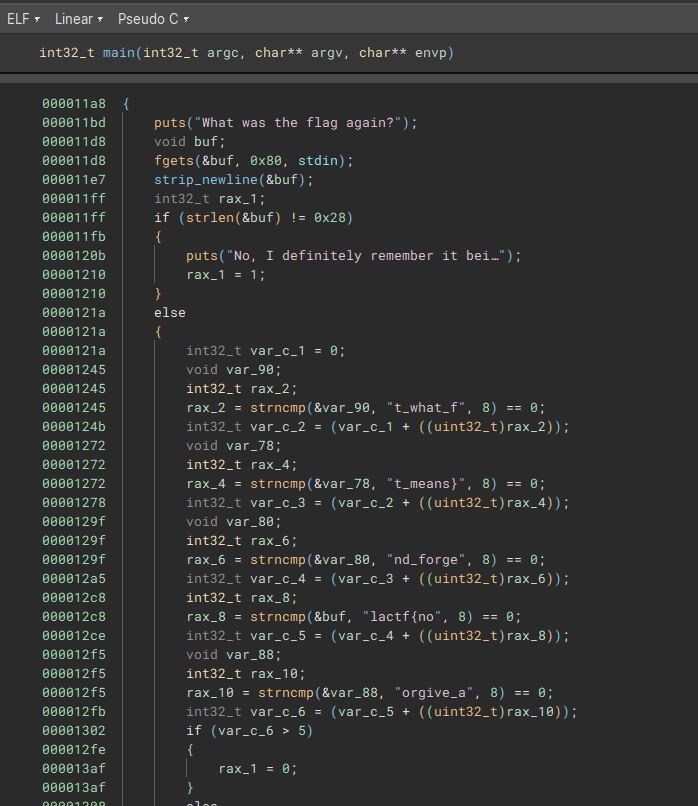 ELF▾ Linear▾ Pseudo C▾
int32_t main(int32_t argc, char** argv, char** envp)
000011a8 {
000011bd puts("What was the flag again?");
000011d8 void buf;
000011d8 fgets(&buf, 0x80, stdin);
000011e7 strip_newline(&buf);
000011ff int32_t rax_1;
000011ff if (strlen(&buf) != 0x28)
000011fb {
0000120b puts("No, I definitely remember it bei…");
00001210 rax_1 = 1;
00001210 }
0000121a else
0000121a {
0000121a int32_t var_c_1 = 0;
00001245 void var_90;
00001245 int32_t rax_2;
00001245 rax_2 = strncmp(&var_90, "t_what_f", 8) == 0;
0000124b int32_t var_c_2 = (var_c_1 + ((uint32_t)rax_2));
00001272 void var_78;
00001272 int32_t rax_4;
00001272 rax_4 = strncmp(&var_78, "t_means}", 8) == 0;
00001278 int32_t var_c_3 = (var_c_2 + ((uint32_t)rax_4));
0000129f void var_80;
0000129f int32_t rax_6;
0000129f rax_6 = strncmp(&var_80, "nd_forge", 8) == 0;
000012a5 int32_t var_c_4 = (var_c_3 + ((uint32_t)rax_6));
000012c8 int32_t rax_8;
000012c8 rax_8 = strncmp(&buf, "lactf{no", 8) == 0;
000012ce int32_t var_c_5 = (var_c_4 + ((uint32_t)rax_8));
000012f5 void var_88;
000012f5 int32_t rax_10;
000012f5 rax_10 = strncmp(&var_88, "orgive_a", 8) == 0;
000012fb int32_t var_c_6 = (var_c_5 + ((uint32_t)rax_10));
00001302 if (var_c_6 > 5)
000012fe {
000013af rax_1 = 0;
000013af }
else